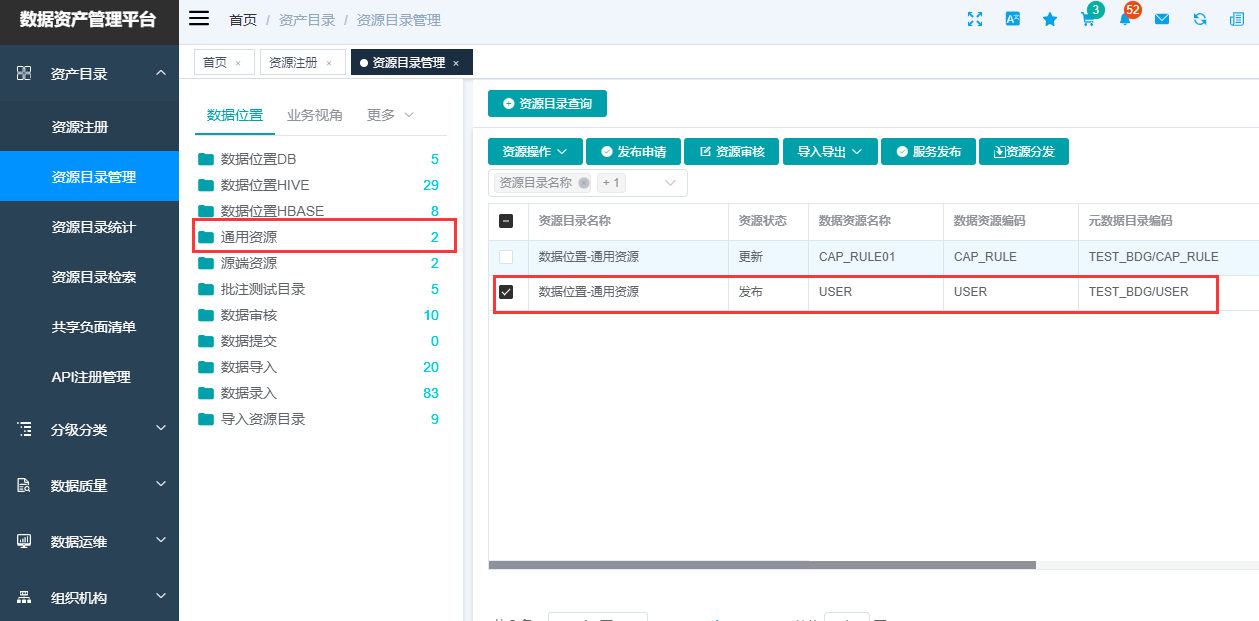 数据资产管理平台
首页 / 资产目录 / 资源目录管理
3
52
资产目录
资源注册
资源目录管理
资源目录统计
资源目录检索
共享负面清单
API注册管理
分级分类
数据质量
数据运维
组织机构
首页 ×
资源注册 ×
资源目录管理 ×
数据位置 业务视角 更多
数据位置DB 5
数据位置HIVE 29
数据位置HBASE 8
通用资源 2
源端资源 2
批注测试目录 5
数据审核 10
数据提交 0
数据导入 20
数据录入 83
导入资源目录 9
资源目录查询
资源操作 发布申请 资源审核 导入导出 服务发布 资源分发
资源目录名称 + 1
资源目录名称 资源状态 数据资源名称 数据资源编码 元数据目录编码
数据位置-通用资源 更新 CAP_RULE01 CAP_RULE TEST_BDG/CAP_RULE
数据位置-通用资源 发布 USER USER TEST_BDG/USER